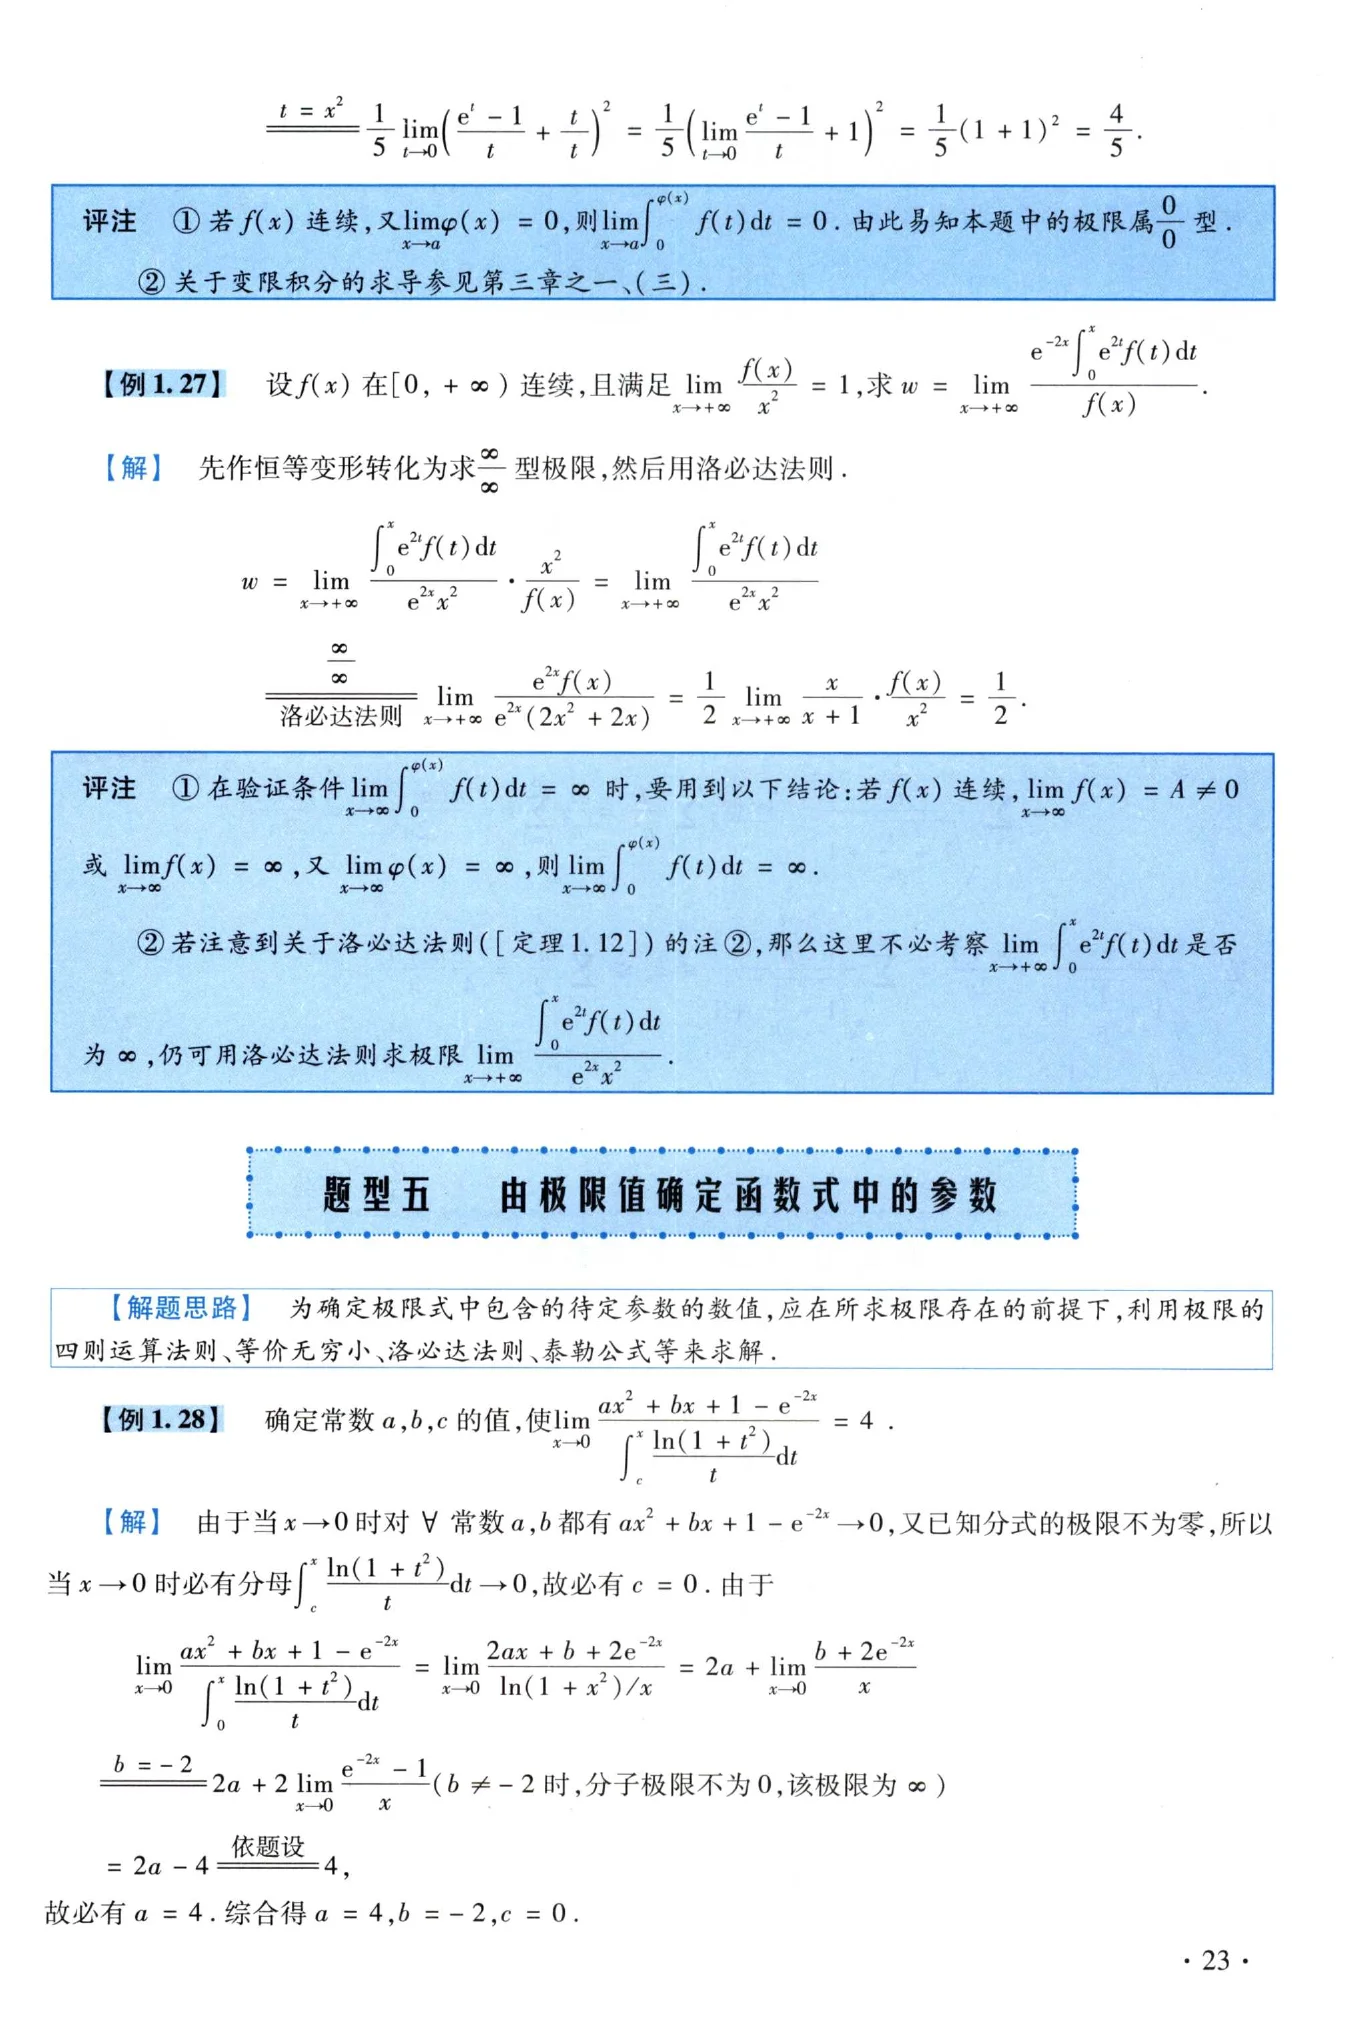 $\xlongequal{t = x^2} \frac{1}{5}\lim_{t\to 0}\left(\frac{e^t - 1}{t} + \frac{t}{t}\right)^2 = \frac{1}{5}\left(\lim_{t\to 0}\frac{e^t - 1}{t} + 1\right)^2 = \frac{1}{5}(1 + 1)^2 = \frac{4}{5}.$
评注 ①若 $f(x)$ 连续,又$\lim_{x\to a}\varphi(x) = 0$,则$\lim_{x\to a}\int_0^{\varphi(x)} f(t)dt = 0$.由此易知本题中的极限属$\frac{0}{0}$型.
②关于变限积分的求导参见第三章之一、(三).
【例1.27】 设$f(x)$在$[0, +\infty)$连续,且满足$\lim_{x\to+\infty}\frac{f(x)}{x^2} = 1$,求$w = \lim_{x\to+\infty}\frac{e^{-2x}\int_0^x e^{2t}f(t)dt}{f(x)}$.
【解】 先作恒等变形转化为求$\frac{\infty}{\infty}$型极限,然后用洛必达法则.
$w = \lim_{x\to+\infty}\frac{\int_0^x e^{2t}f(t)dt}{e^{2x}x^2}\cdot\frac{x^2}{f(x)} = \lim_{x\to+\infty}\frac{\int_0^x e^{2t}f(t)dt}{e^{2x}x^2}$
$\xlongequal[洛必达法则]{\frac{\infty}{\infty}} \lim_{x\to+\infty}\frac{e^{2x}f(x)}{e^{2x}(2x^2 + 2x)} = \frac{1}{2}\lim_{x\to+\infty}\frac{x}{x + 1}\cdot\frac{f(x)}{x^2} = \frac{1}{2}.$
评注 ①在验证条件$\lim_{x\to\infty}\int_0^{\varphi(x)} f(t)dt = \infty$ 时,要用到以下结论:若$f(x)$连续,$\lim_{x\to\infty} f(x) = A \neq 0$
或 $\lim_{x\to\infty} f(x) = \infty$,又 $\lim_{x\to\infty}\varphi(x) = \infty$,则$\lim_{x\to\infty}\int_0^{\varphi(x)} f(t)dt = \infty$.
②若注意到关于洛必达法则([定理1.12])的注②,那么这里不必考察$\lim_{x\to+\infty}\int_0^x e^{2t}f(t)dt$是否
为$\infty$,仍可用洛必达法则求极限$\lim_{x\to+\infty}\frac{\int_0^x e^{2t}f(t)dt}{e^{2x}x^2}$.
题型五 由极限值确定函数式中的参数
【解题思路】 为确定极限式中包含的待定参数的数值,应在所求极限存在的前提下,利用极限的
四则运算法则、等价无穷小、洛必达法则、泰勒公式等来求解.
【例1.28】 确定常数$a,b,c$的值,使$\lim_{x\to 0}\frac{ax^2 + bx + 1 - e^{-2x}}{\int_c^x\frac{\ln(1 + t^2)}{t}dt} = 4$.
【解】 由于当$x\to 0$时对 $\forall$ 常数$a,b$都有$ax^2 + bx + 1 - e^{-2x}\to 0$,又已知分式的极限不为零,所以
当$x\to 0$时必有分母$\int_c^x\frac{\ln(1 + t^2)}{t}dt\to 0$,故必有$c = 0$.由于
$\lim_{x\to 0}\frac{ax^2 + bx + 1 - e^{-2x}}{\int_0^x\frac{\ln(1 + t^2)}{t}dt} = \lim_{x\to 0}\frac{2ax + b + 2e^{-2x}}{\ln(1 + x^2)/x} = 2a + \lim_{x\to 0}\frac{b + 2e^{-2x}}{x}$
$\xlongequal{b = -2} 2a + 2\lim_{x\to 0}\frac{e^{-2x} - 1}{x}$($b \neq -2$时,分子极限不为0,该极限为$\infty$)
$= 2a - 4 \xlongequal{依题设} 4,$
故必有$a = 4$.综合得$a = 4,b = -2,c = 0$.
·23·